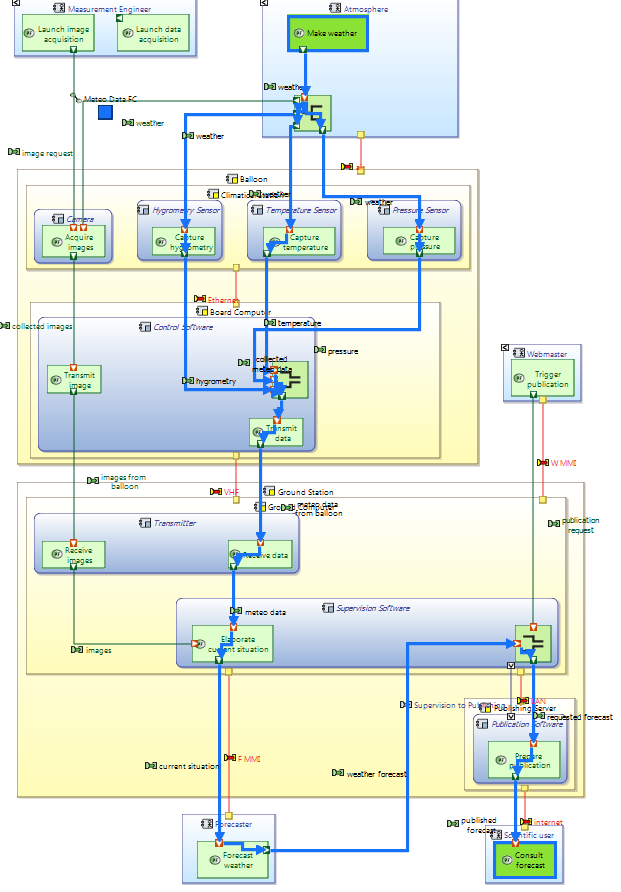 Measurement Engineer
Launch image
acquisition
Launch data
acquisition
Atmosphere
Make weather
weather
Meteo Data FC
weather
weather
image request
Balloon
weather
Hygrometry Sensor
Temperature Sensor
weather
Pressure Sensor
Camera
Acquire
images
Capture
hygrometry
Capture
temperature
Capture
pressure
Ethernet
Board Computer
collected images
Control Software
temperature
pressure
collected
meteo data
hygrometry
Transmit
image
Transmit
data
Webmaster
Trigger
publication
W MMI
images from
balloon
VHF
Ground Station
meteo data
from balloon
Transmitter
publication
request
Receive
images
Receive data
meteo data
Supervision Software
Elaborate
current situation
images
Supervision to Publishing
Publishing Server
requested forecast
Publication Software
current situation
F MMI
weather forecast
Prepare
publication
Forecaster
published
forecast
internet
Scientific user
Forecast
weather
Consult
forecast